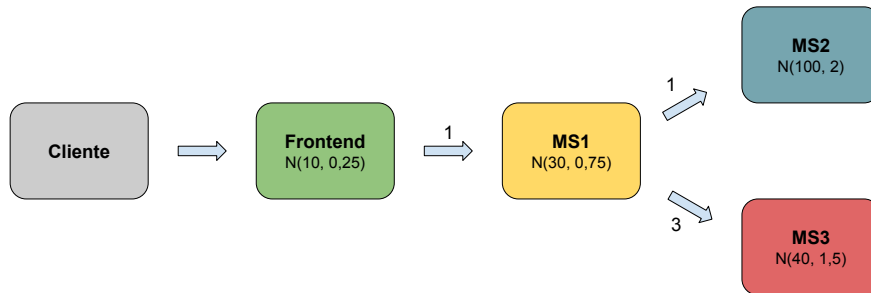 Cliente
Frontend
N(10, 0,25)
1
MS1
N(30, 0,75)
1
MS2
N(100, 2)
3
MS3
N(40, 1,5)